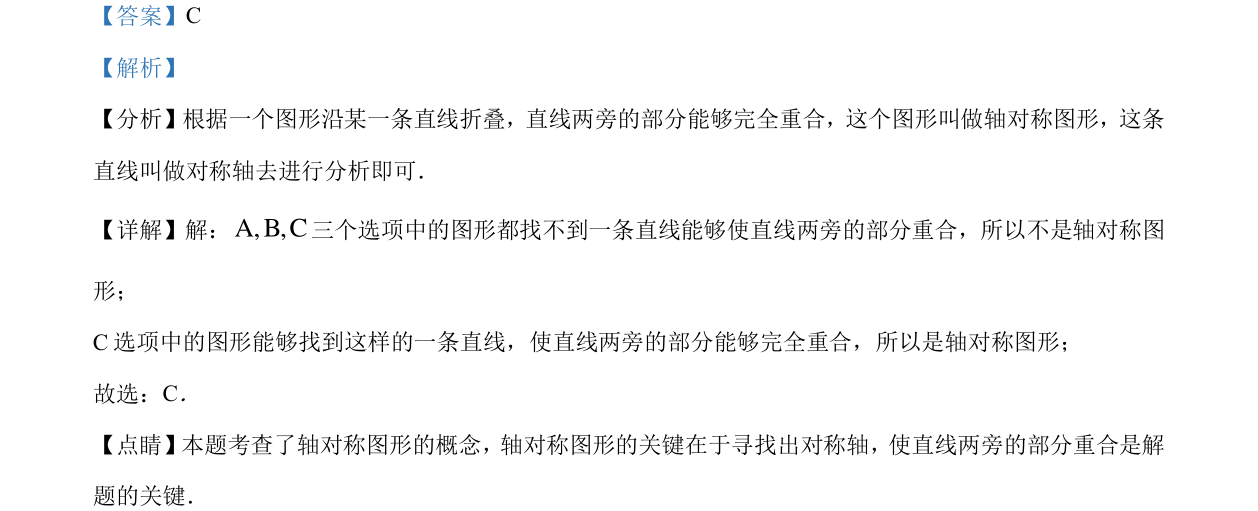 【答案】C
【解析】
【分析】根据一个图形沿某一条直线折叠，直线两旁的部分能够完全重合，这个图形叫做轴对称图形，这条
直线叫做对称轴去进行分析即可．
【详解】解：A,B,C三个选项中的图形都找不到一条直线能够使直线两旁的部分重合，所以不是轴对称图
形；
C 选项中的图形能够找到这样的一条直线，使直线两旁的部分能够完全重合，所以是轴对称图形；
故选：C．
【点睛】本题考查了轴对称图形的概念，轴对称图形的关键在于寻找出对称轴，使直线两旁的部分重合是解
题的关键．